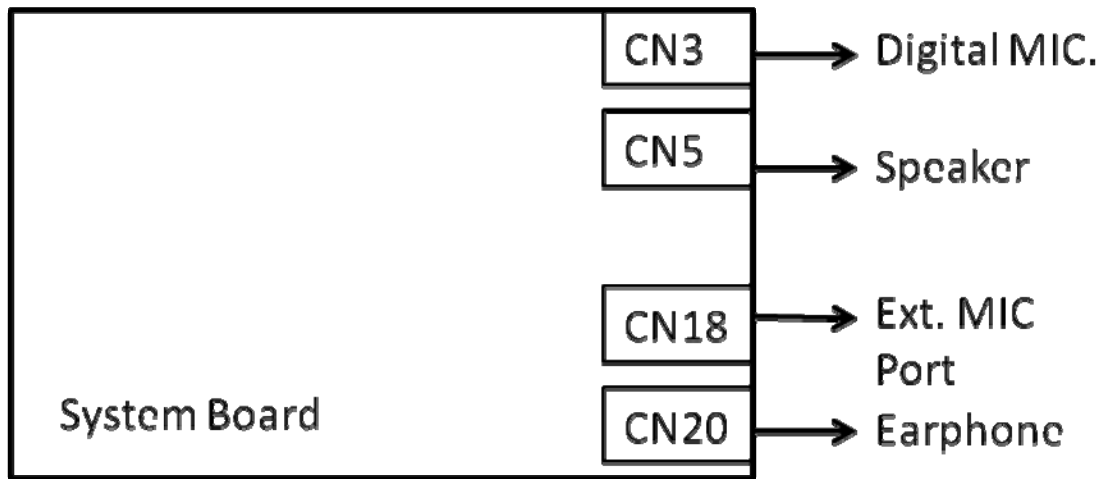 CN3
Digital MIC.
CN5
Speaker
CN18
Ext. MIC
Port
System Board
CN20
Earphone